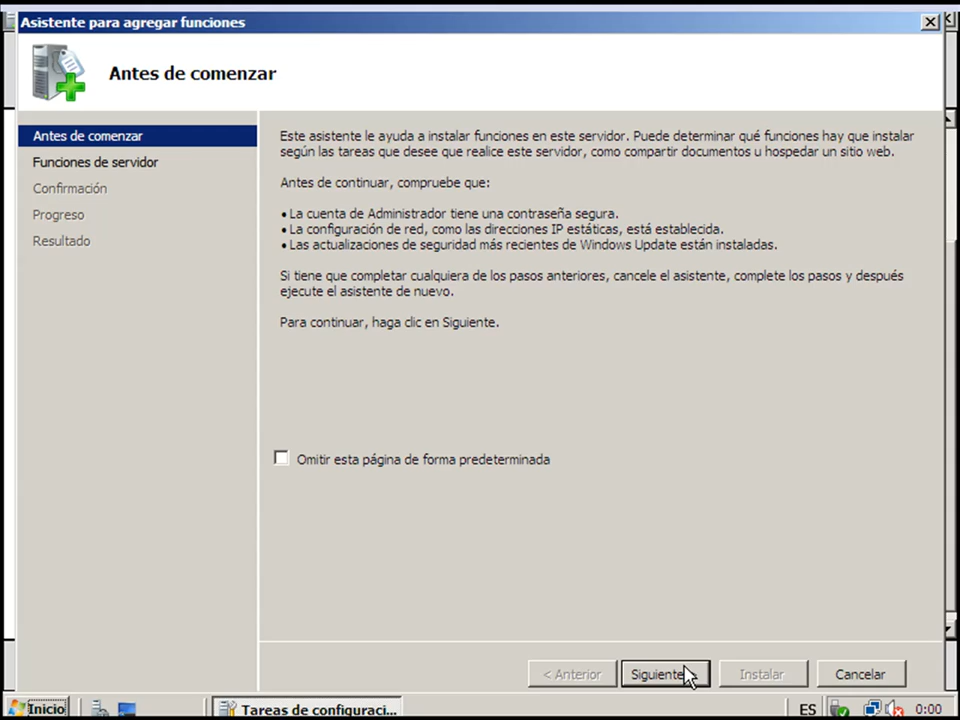 Asistente para agregar funciones
Antes de comenzar
Antes de comenzar
Funciones de servidor
Confirmación
Progreso
Resultado
Este asistente le ayuda a instalar funciones en este servidor. Puede determinar qué funciones hay que instalar
según las tareas que desee que realice este servidor, como compartir documentos u hospedar un sitio web.
Antes de continuar, compruebe que:
• La cuenta de Administrador tiene una contraseña segura.
• La configuración de red, como las direcciones IP estáticas, está establecida.
• Las actualizaciones de seguridad más recientes de Windows Update están instaladas.
Si tiene que completar cualquiera de los pasos anteriores, cancele el asistente, complete los pasos y después
ejecute el asistente de nuevo.
Para continuar, haga clic en Siguiente.
Omitir esta página de forma predeterminada
< Anterior
Siguiente
Instalar
Cancelar
Inicio
Tareas de configuraci...
ES
0:00